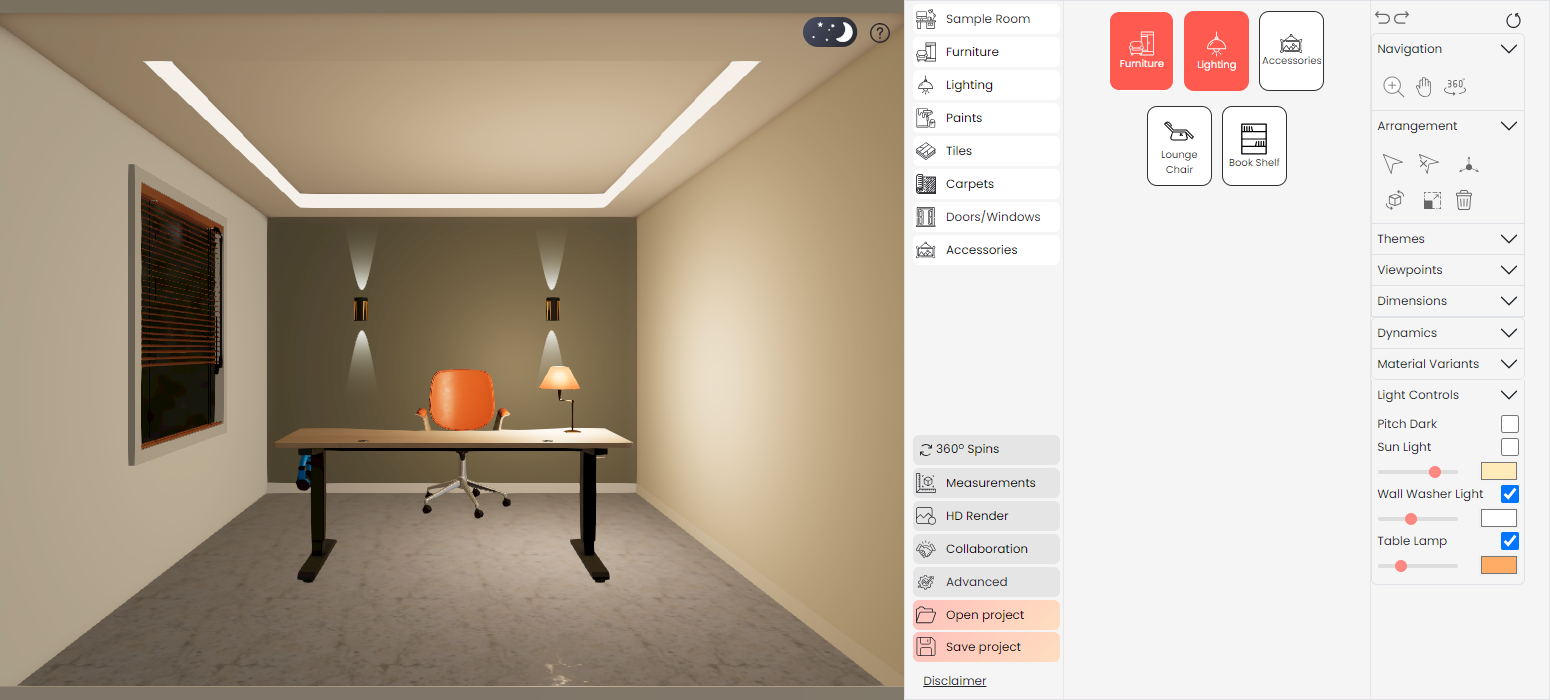 ?
Sample Room
Furniture
Lighting
Paints
Tiles
Carpets
Doors/Windows
Accessories
360° Spins
Measurements
HD Render
Collaboration
Advanced
Open project
Save project
Disclaimer
Furniture
Lighting
Accessories
Lounge
Chair
Book Shelf
Navigation
360°
Arrangement
Themes
Viewpoints
Dimensions
Dynamics
Material Variants
Light Controls
Pitch Dark
Sun Light
Wall Washer Light
Table Lamp